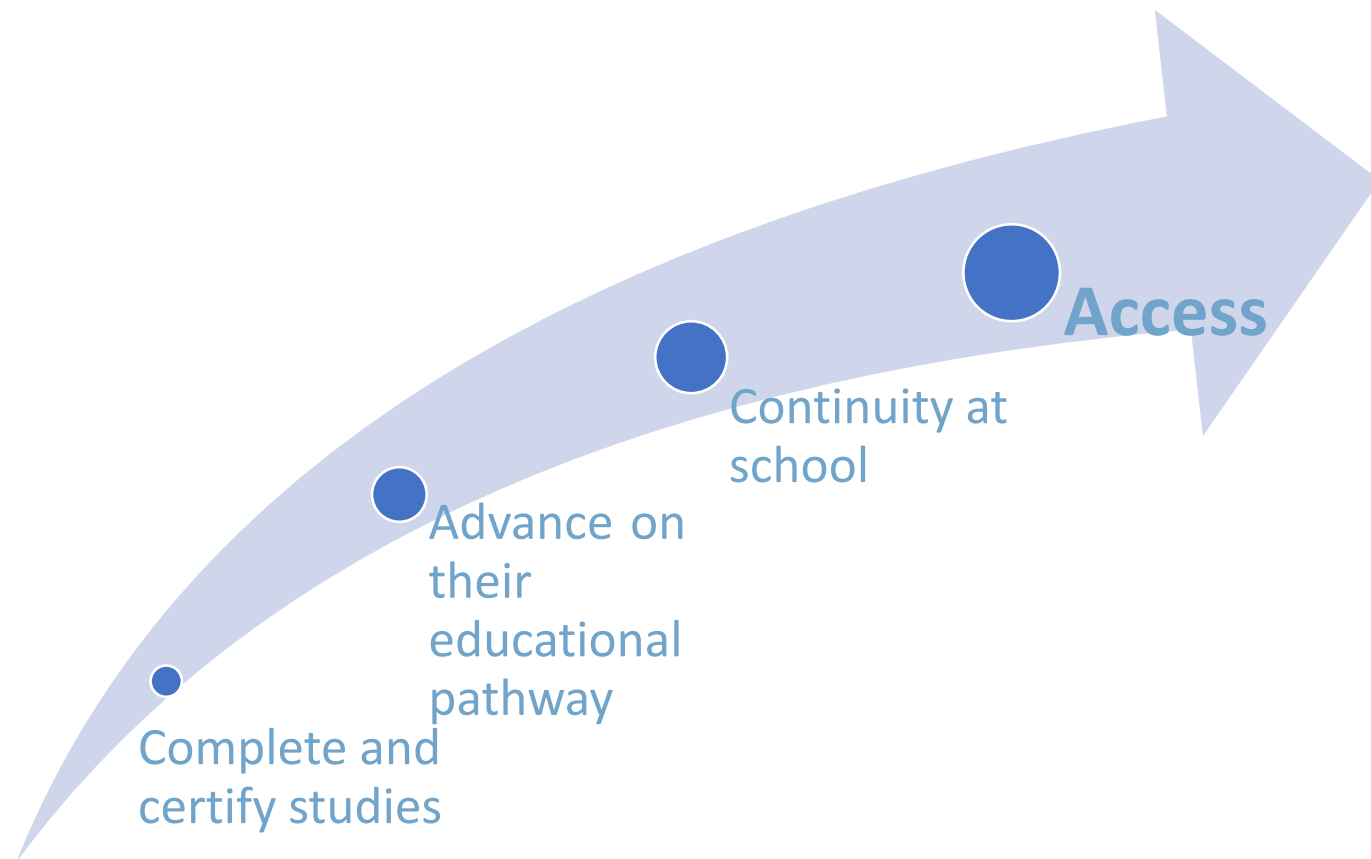 Access
Continuity at
school
Advance on
their
educational
pathway
Complete and
certify studies